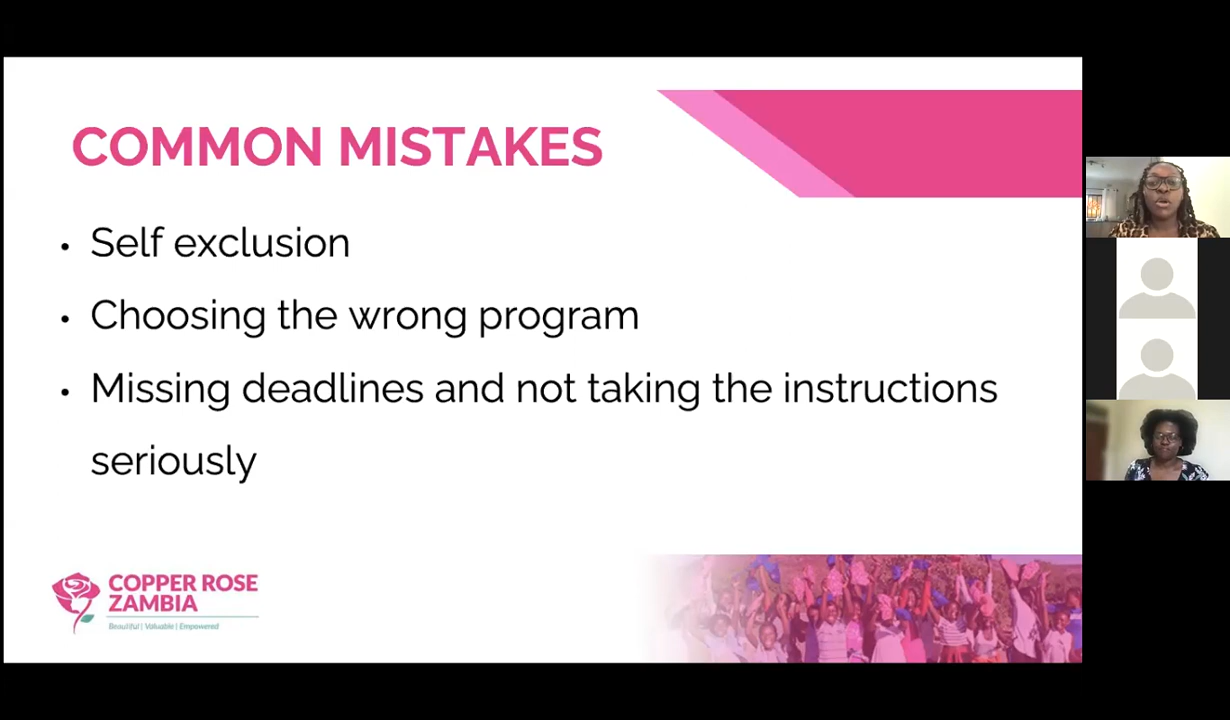 COMMON MISTAKES
• Self exclusion
• Choosing the wrong program
• Missing deadlines and not taking the instructions
seriously
COPPER ROSE
ZAMBIA
Beautiful | Valuable | Empowered